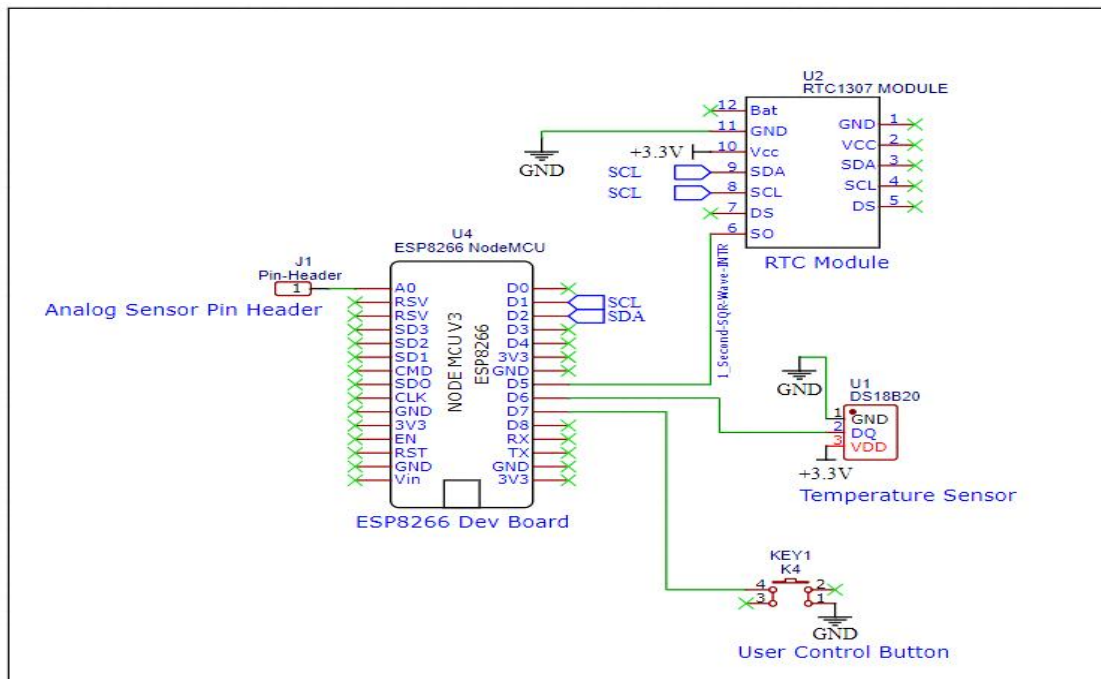 U2
RTC1307 MODULE
12 Bat
11 GND
GND 1
+3.3V
10 Vcc
VCC 2
GND
SCL
9 SDA
SDA 3
SCL
8 SCL
SCL 4
7 DS
DS 5
6 SO
RTC Module
1_Second-SQR-Wave-INTR
U4
ESP8266 NodeMCU
J1
Pin-Header
1
Analog Sensor Pin Header
NODE MCU V3
ESP8266
A0
RSV
RSV
SD3
SD2
SD1
CMD
SDO
CLK
GND
3V3
EN
RST
GND
Vin
D0
D1
D2
D3
D4
3V3
GND
D5
D6
D7
D8
RX
TX
GND
3V3
SCL
SDA
ESP8266 Dev Board
GND
U1
DS18B20
1 GND
2 DQ
3 VDD
+3.3V
Temperature Sensor
KEY1
K4
4 2
3 1
GND
User Control Button